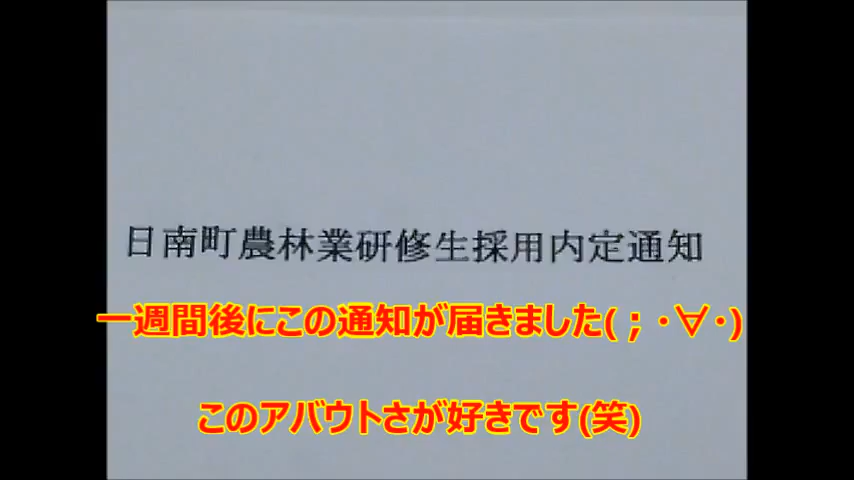 日南町農林業研修生採用内定通知
一週間後にこの通知が届きました(；・∀・)
このアバウトさが好きです(笑)